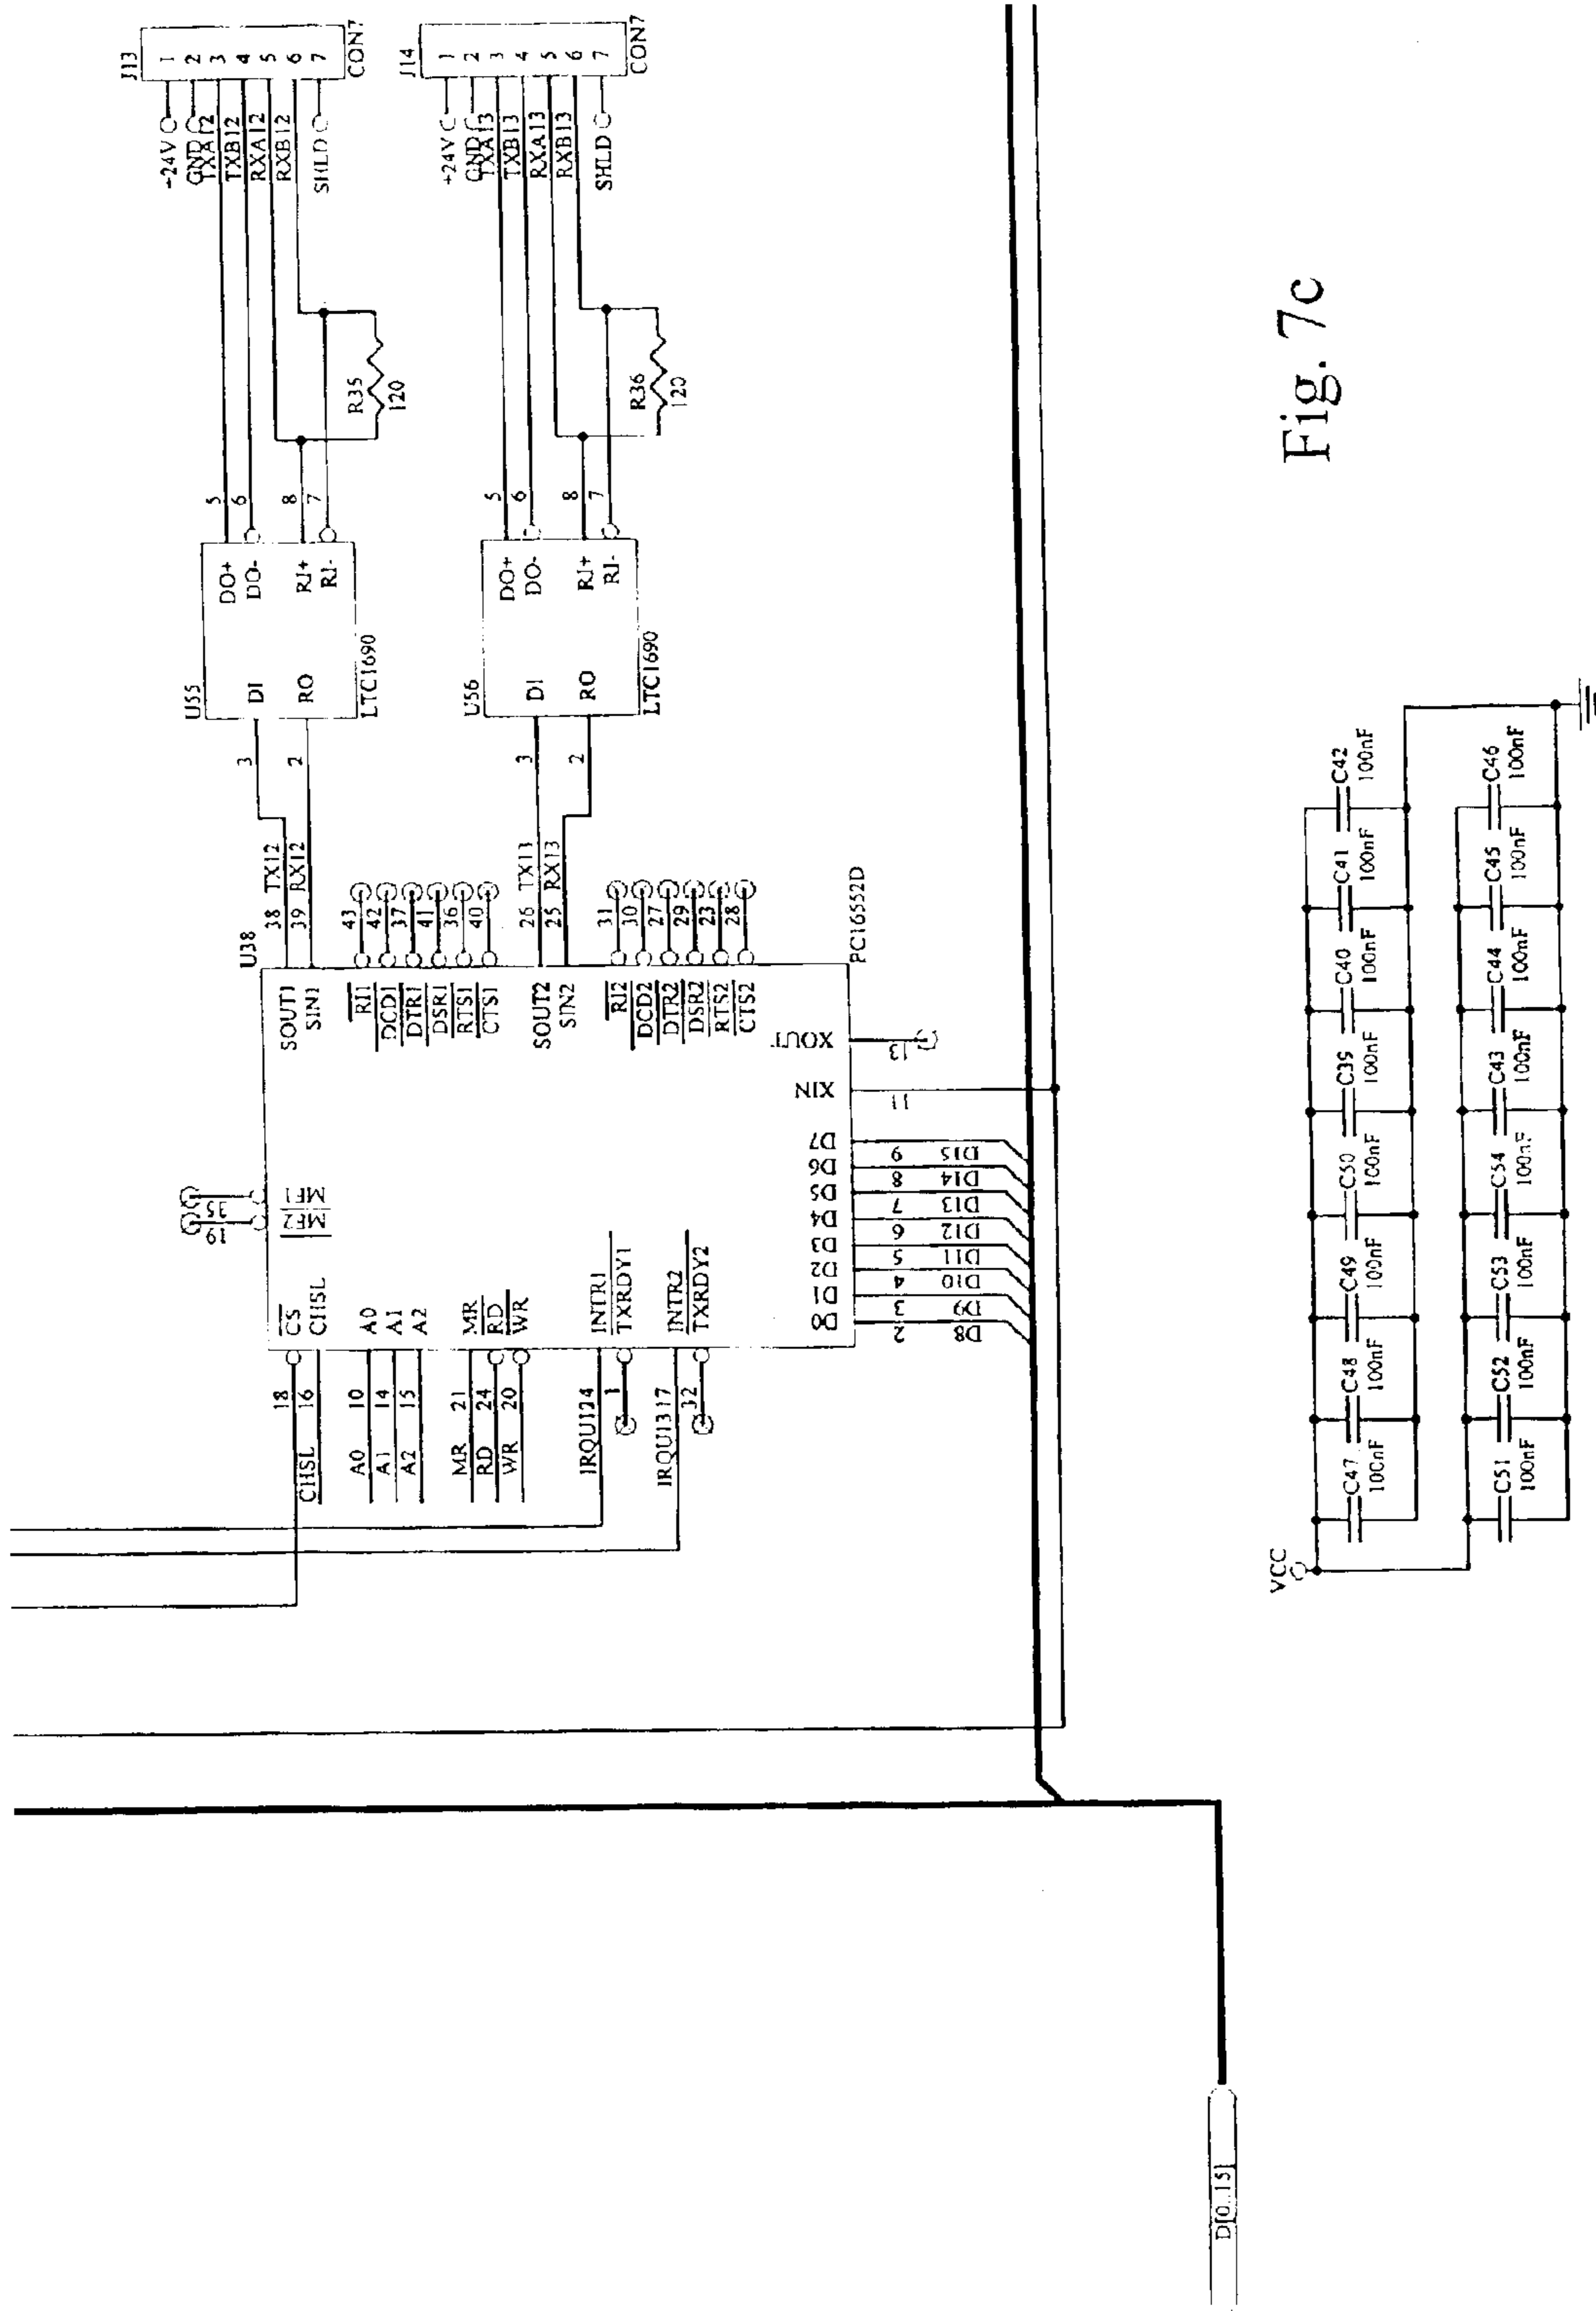 J13
1
2
3
4
5
6
7
CON7
-24V
GND
TXA12
TXB12
RXA12
RXB12
SHLD
R35
120
5
6
8
7
U55
DI
RO
DO+
DO-
RI+
RI-
LTC1690
3
2
J14
1
2
3
4
5
6
7
CON7
+24V
GND
TXA13
TXB13
RXA13
RXB13
SHLD
R36
120
5
6
8
7
U56
DI
RO
DO+
DO-
RI+
RI-
LTC1690
3
2
U38
38 TX12
39 RX12
43
42
37
41
36
40
26 TX13
25 RX13
31
30
27
29
23
28
PC16552D
SOUT1
SIN1
RI1
DCD1
DTR1
DSR1
RTS1
CTS1
SOUT2
SIN2
RI2
DCD2
DTR2
DSR2
RTS2
CTS2
XOUT
13
XIN
11
MF1
35
MF2
19
CS
CHSL
A0
A1
A2
MR
RD
WR
INTR1
TXRDY1
INTR2
TXRDY2
18
CHSL 16
A0 10
A1 14
A2 15
MR 21
RD 24
WR 20
IRQU124
1
IRQU1317
32
D7
D6
D5
D4
D3
D2
D1
D0
9 D15
8 D14
7 D13
6 D12
5 D11
4 D10
3 D9
2 D8
D[0..15]
VCC
C47
100nF
C48
100nF
C49
100nF
C50
100nF
C39
100nF
C40
100nF
C41
100nF
C42
100nF
C51
100nF
C52
100nF
C53
100nF
C54
100nF
C43
100nF
C44
100nF
C45
100nF
C46
100nF
Fig. 7c